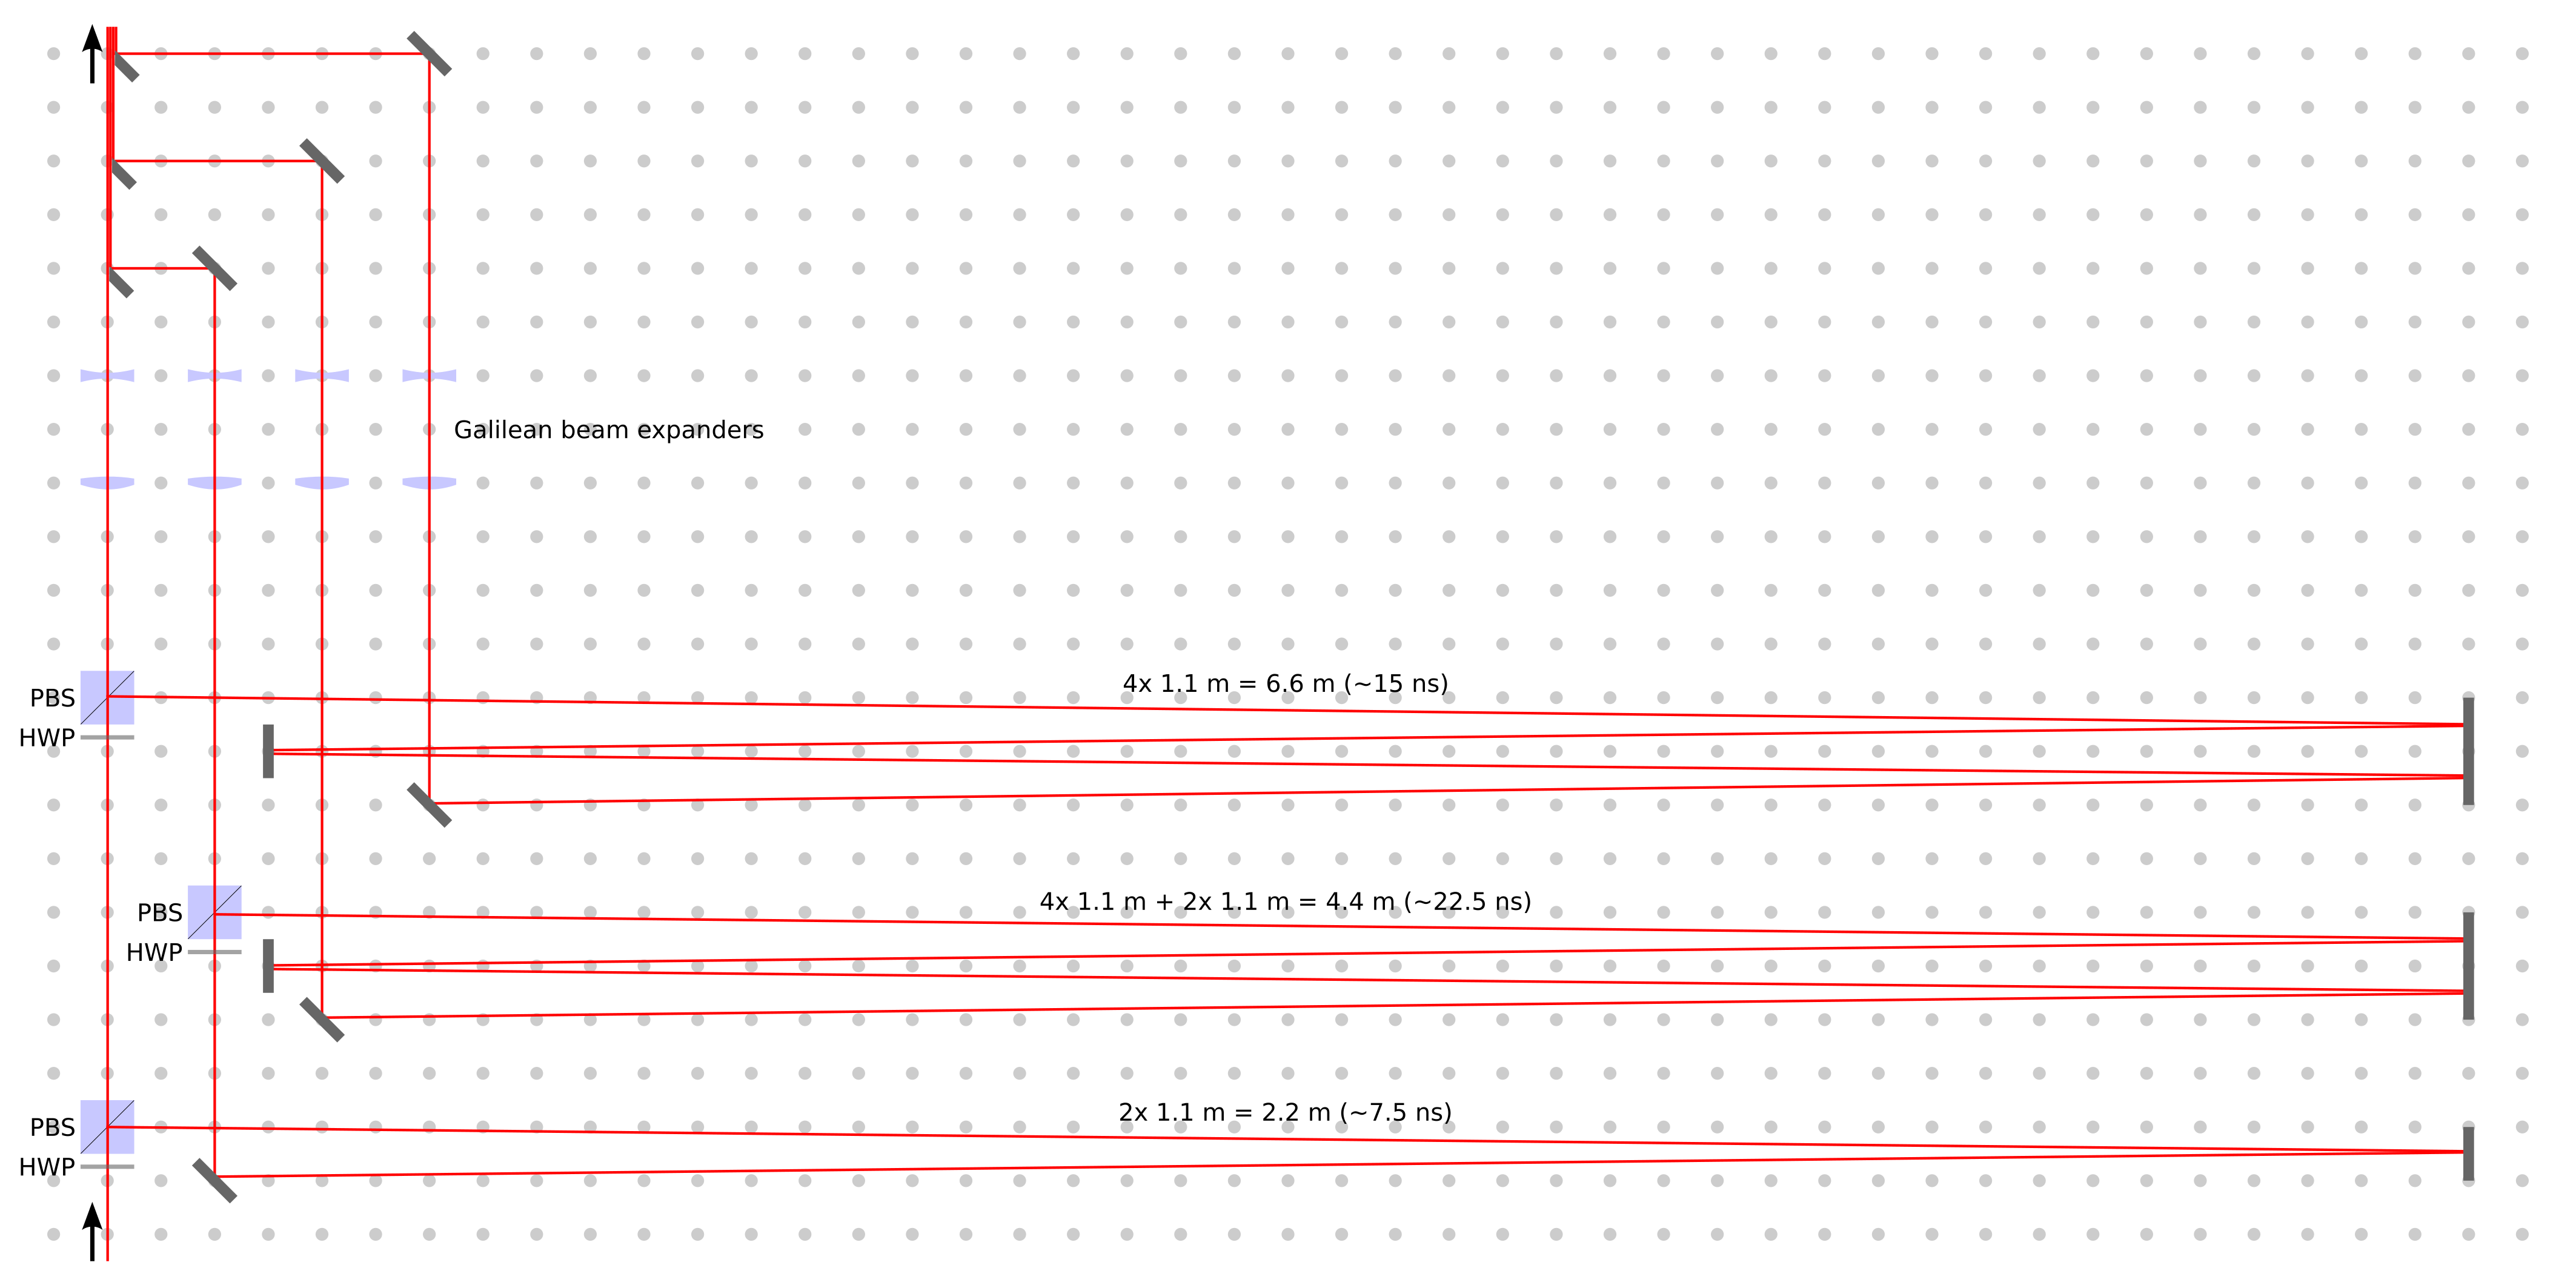 Galilean beam expanders
4x 1.1 m = 6.6 m (~15 ns)
PBS
HWP
4x 1.1 m + 2x 1.1 m = 4.4 m (~22.5 ns)
PBS
HWP
2x 1.1 m = 2.2 m (~7.5 ns)
PBS
HWP